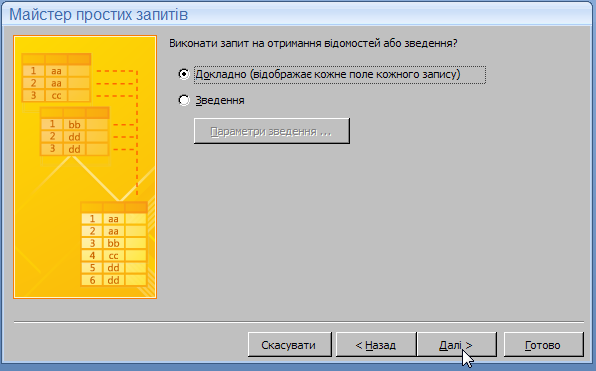 Майстер простих запитів
Виконати запит на отримання відомостей або зведення?
Докладно (відображає кожне поле кожного запису)
Зведення
Параметри зведення ...
1 aa
2 aa
3 cc
1 bb
2 dd
3 dd
1 aa
2 aa
3 bb
4 cc
5 dd
6 dd
Скасувати
< Назад
Далі >
Готово